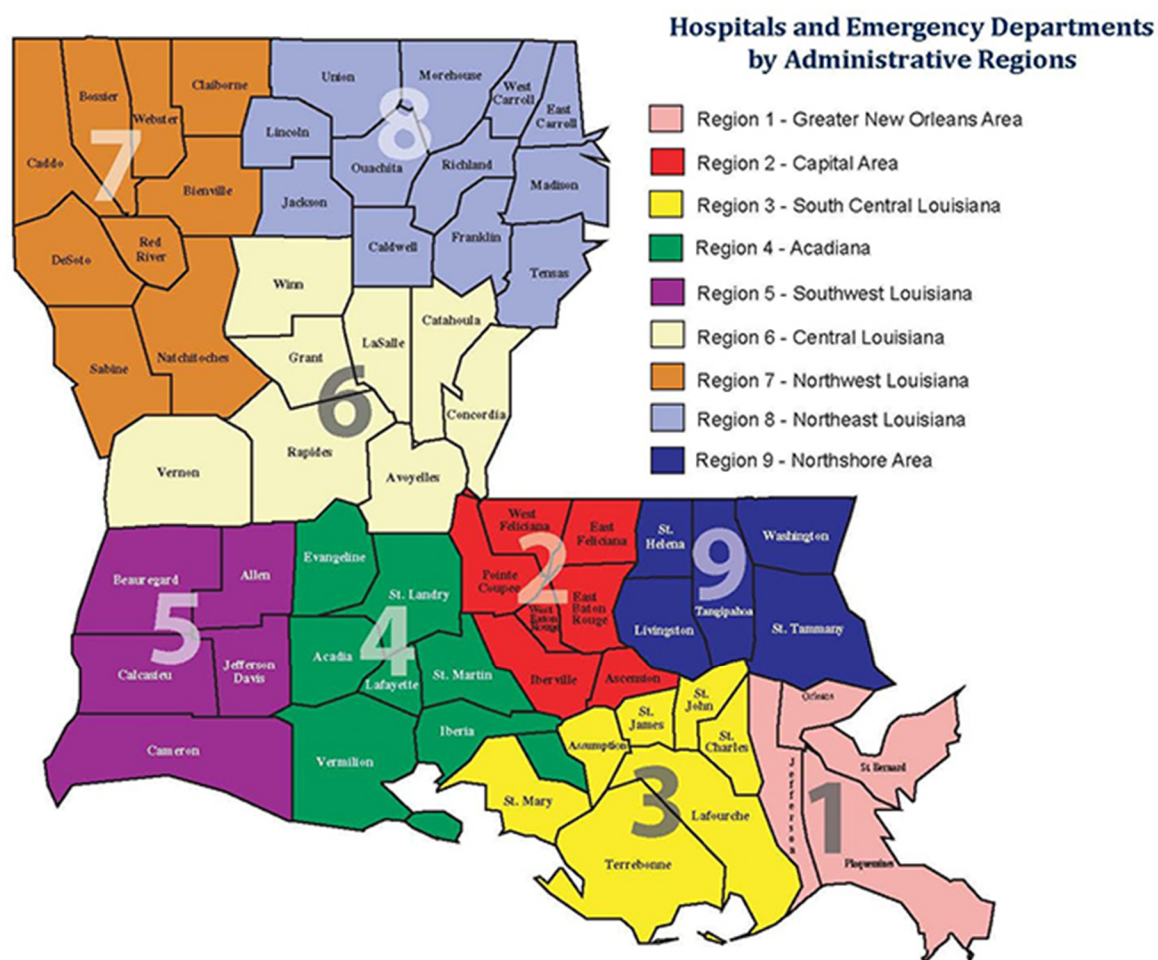 Hospitals and Emergency Departments
by Administrative Regions
Region 1 - Greater New Orleans Area
Region 2 - Capital Area
Region 3 - South Central Louisiana
Region 4 - Acadiana
Region 5 - Southwest Louisiana
Region 6 - Central Louisiana
Region 7 - Northwest Louisiana
Region 8 - Northeast Louisiana
Region 9 - Northshore Area
7
Caddo
Bossier
Webster
Claiborne
Bienville
DeSoto
Red
River
Sabine
Natchitoches
8
Union
Morehouse
West
Carroll
East
Carroll
Lincoln
Ouachita
Richland
Madison
Jackson
Caldwell
Franklin
Tensas
6
Winn
Grant
LaSalle
Catahoula
Concordia
Vernon
Rapides
Avoyelles
5
Beauregard
Allen
Calcasieu
Jefferson
Davis
Cameron
4
Evangeline
St. Landry
Acadia
Lafayette
St. Martin
Iberia
Vermilion
2
West
Feliciana
East
Feliciana
Pointe
Coupee
West
Baton
Rouge
East
Baton
Rouge
Iberville
Ascension
9
St.
Helena
Washington
Tangipahoa
Livingston
St. Tammany
3
St.
John
St.
James
St.
Charles
Assumption
St. Mary
Lafourche
Terrebonne
1
Orleans
St. Bernard
Jefferson
Plaquemines